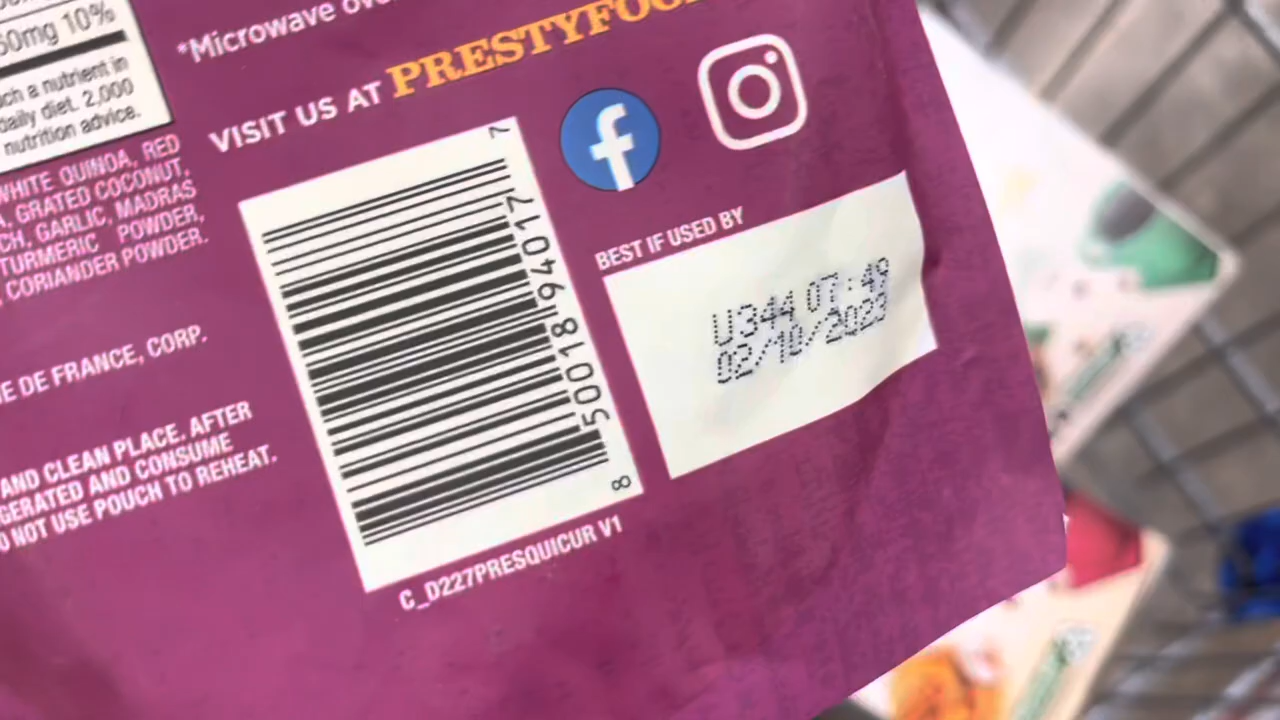 50mg 10%
ch a nutrient in
daily diet. 2,000
nutrition advice.
WHITE QUINOA, RED
GRATED COCONUT,
CH, GARLIC, MADRAS
TURMERIC POWDER,
CORIANDER POWDER.
E DE FRANCE, CORP.
AND CLEAN PLACE. AFTER
GERATED AND CONSUME
NOT USE POUCH TO REHEAT.
*Microwave
VISIT US AT PRESTYFOO
7 94017 50018 8
C_D227PRESQUICUR V1
BEST IF USED BY
U344 07:49
02/10/2023